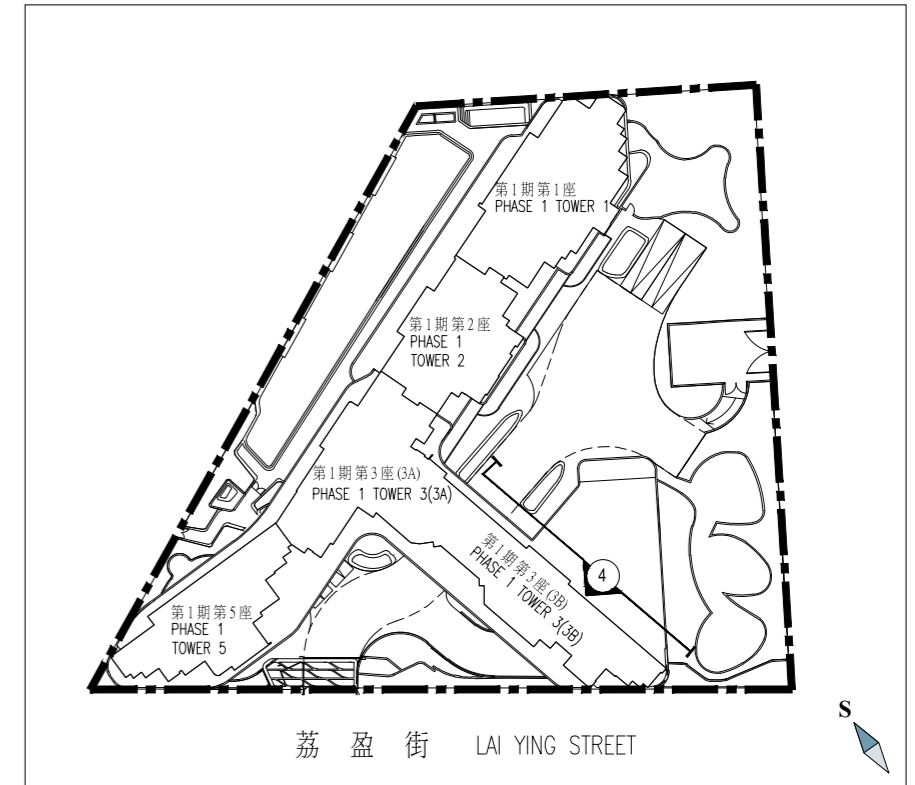 第1期第1座
PHASE 1 TOWER 1
第1期第2座
PHASE 1
TOWER 2
第1期第3座(3A)
PHASE 1 TOWER 3(3A)
第1期第3座(3B)
PHASE 1 TOWER 3(3B)
4
第1期第5座
PHASE 1
TOWER 5
荔盈街 LAI YING STREET
S